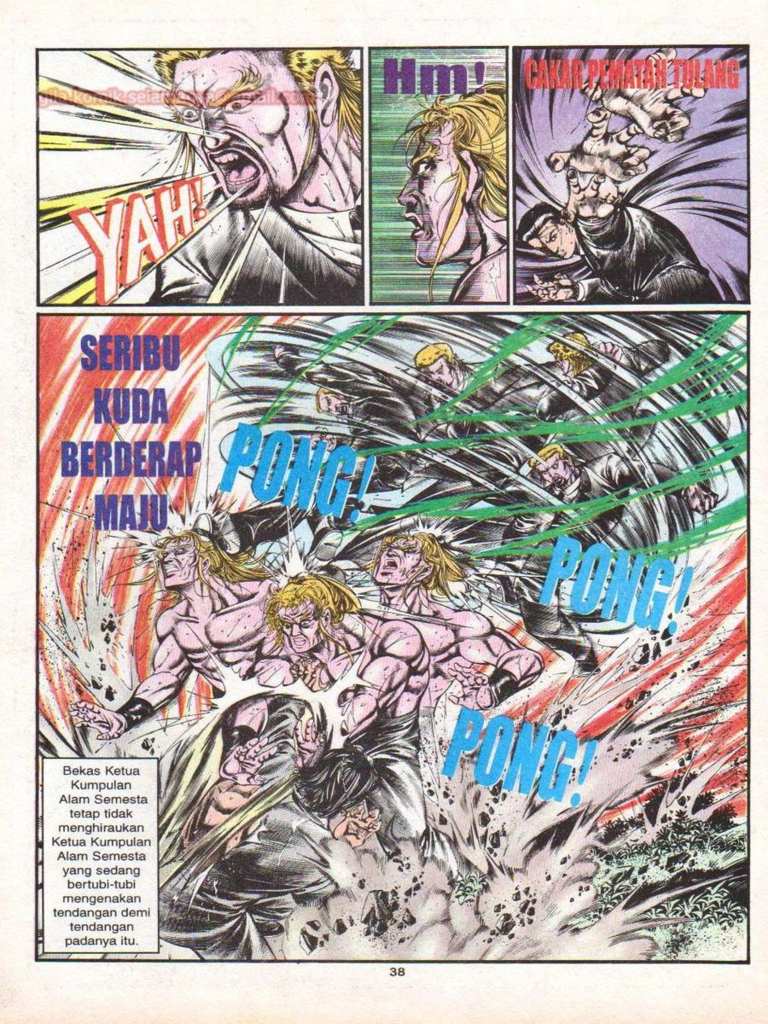 YAH!
Hm!
CAKAR PEMATAH TULANG
SERIBU
KUDA
BERDERAP
MAJU
PONG!
PONG!
PONG!
Bekas Ketua
Kumpulan
Alam Semesta
tetap tidak
menghiraukan
Ketua Kumpulan
Alam Semesta
yang sedang
bertubi-tubi
mengenakan
tendangan demi
tendangan
padanya itu.
38